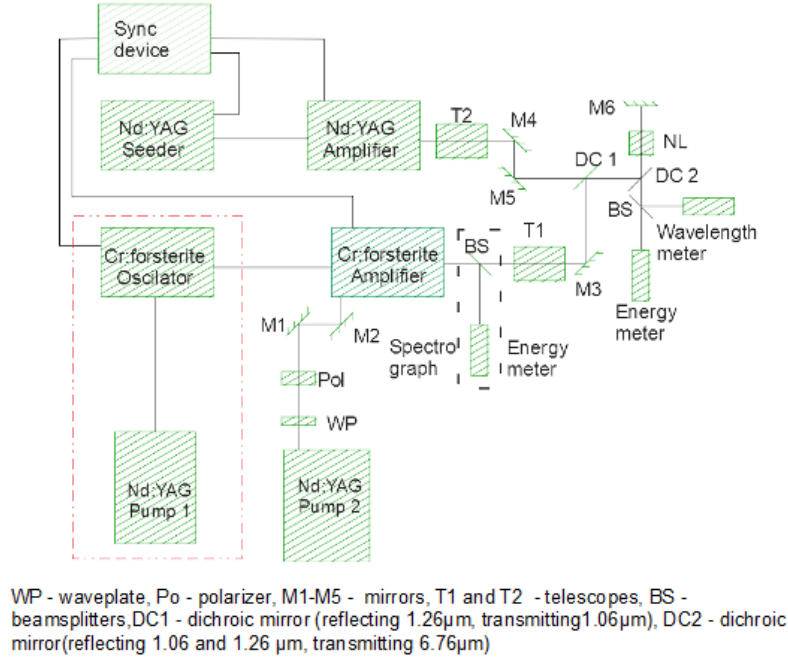 Sync
device
Nd:YAG
Seeder
Nd:YAG
Amplifier
T2
M4
M5
M6
NL
DC 1
DC 2
BS
Wavelength
meter
Energy
meter
Cr:forsterite
Oscilator
Cr:forsterite
Amplifier
BS
T1
M3
M1
M2
Spectro
graph
Energy
meter
Pol
WP
Nd:YAG
Pump 1
Nd:YAG
Pump 2
WP - waveplate, Po - polarizer, M1-M5 - mirrors, T1 and T2 - telescopes, BS -
beamsplitters,DC1 - dichroic mirror (reflecting 1.26µm, transmitting1.06µm), DC2 - dichroic
mirror(reflecting 1.06 and 1.26 µm, transmitting 6.76µm)